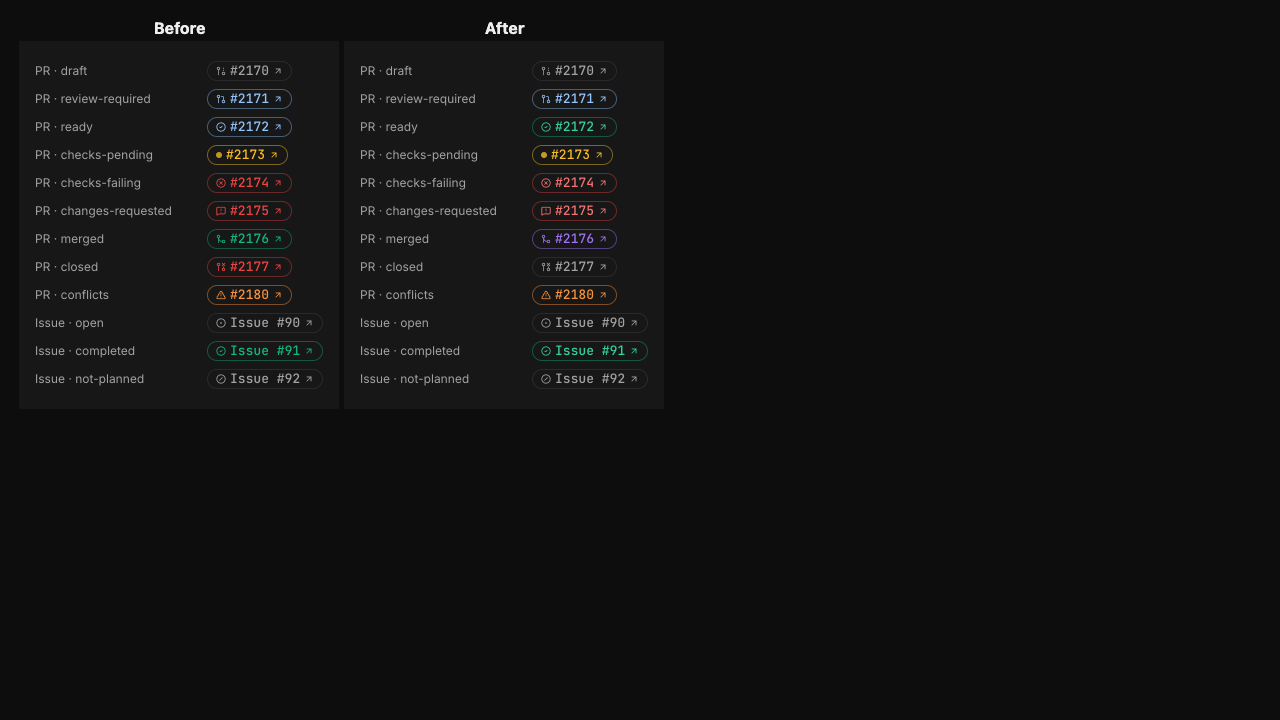 Before After
PR · draft #2170 PR · draft #2170
PR · review-required #2171 PR · review-required #2171
PR · ready #2172 PR · ready #2172
PR · checks-pending #2173 PR · checks-pending #2173
PR · checks-failing #2174 PR · checks-failing #2174
PR · changes-requested #2175 PR · changes-requested #2175
PR · merged #2176 PR · merged #2176
PR · closed #2177 PR · closed #2177
PR · conflicts #2180 PR · conflicts #2180
Issue · open Issue #90 Issue · open Issue #90
Issue · completed Issue #91 Issue · completed Issue #91
Issue · not-planned Issue #92 Issue · not-planned Issue #92